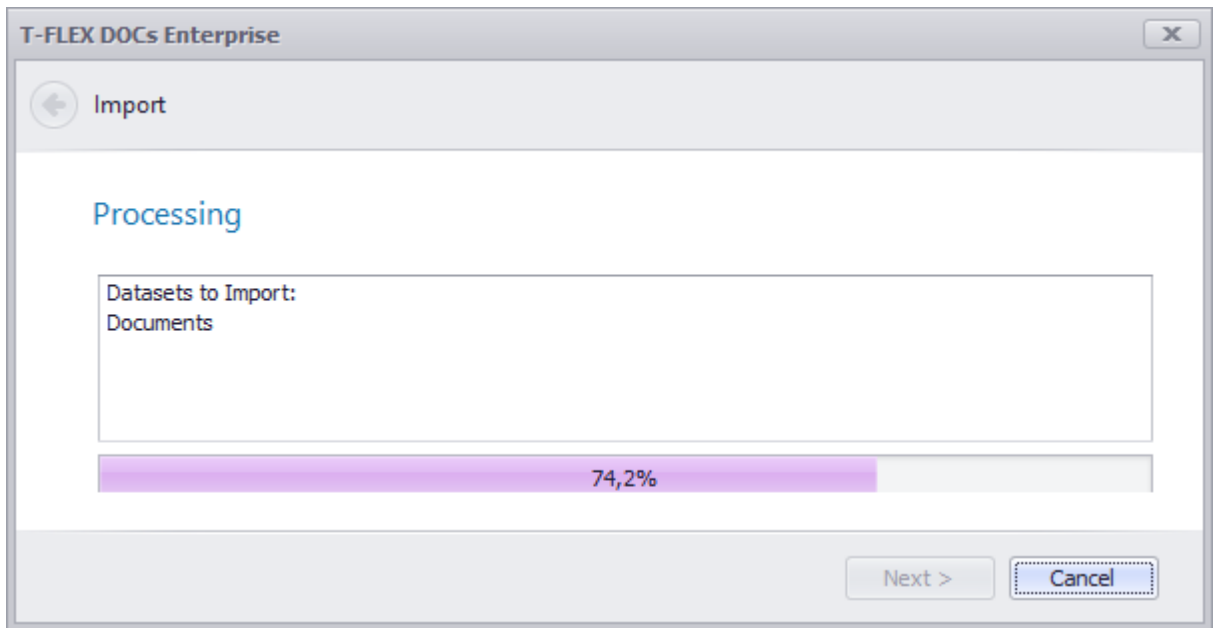 T-FLEX DOCs Enterprise
Import
Processing
Datasets to Import:
Documents
74,2%
Next >
Cancel